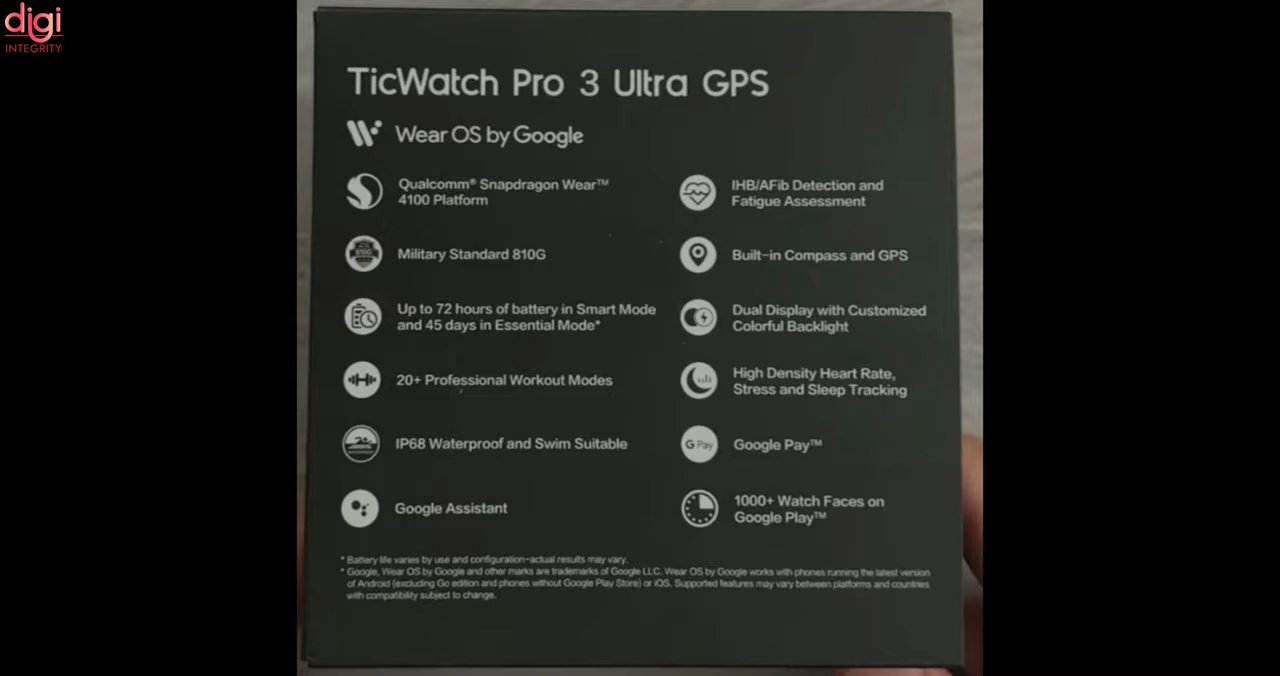 digi
INTEGRITY
TicWatch Pro 3 Ultra GPS
Wear OS by Google
Qualcomm® Snapdragon Wear™
4100 Platform
IHB/AFib Detection and
Fatigue Assessment
810G
Military Standard 810G
Built-in Compass and GPS
Up to 72 hours of battery in Smart Mode
and 45 days in Essential Mode*
Dual Display with Customized
Colorful Backlight
20+ Professional Workout Modes
High Density Heart Rate,
Stress and Sleep Tracking
IP68 Waterproof and Swim Suitable
G Pay
Google Pay™
Google Assistant
1000+ Watch Faces on
Google Play™
* Battery life varies by use and configuration-actual results may vary.
* Google, Wear OS by Google and other marks are trademarks of Google LLC. Wear OS by Google works with phones running the latest version
of Android (excluding Go edition and phones without Google Play Store) or iOS. Supported features may vary between platforms and countries
with compatibility subject to change.